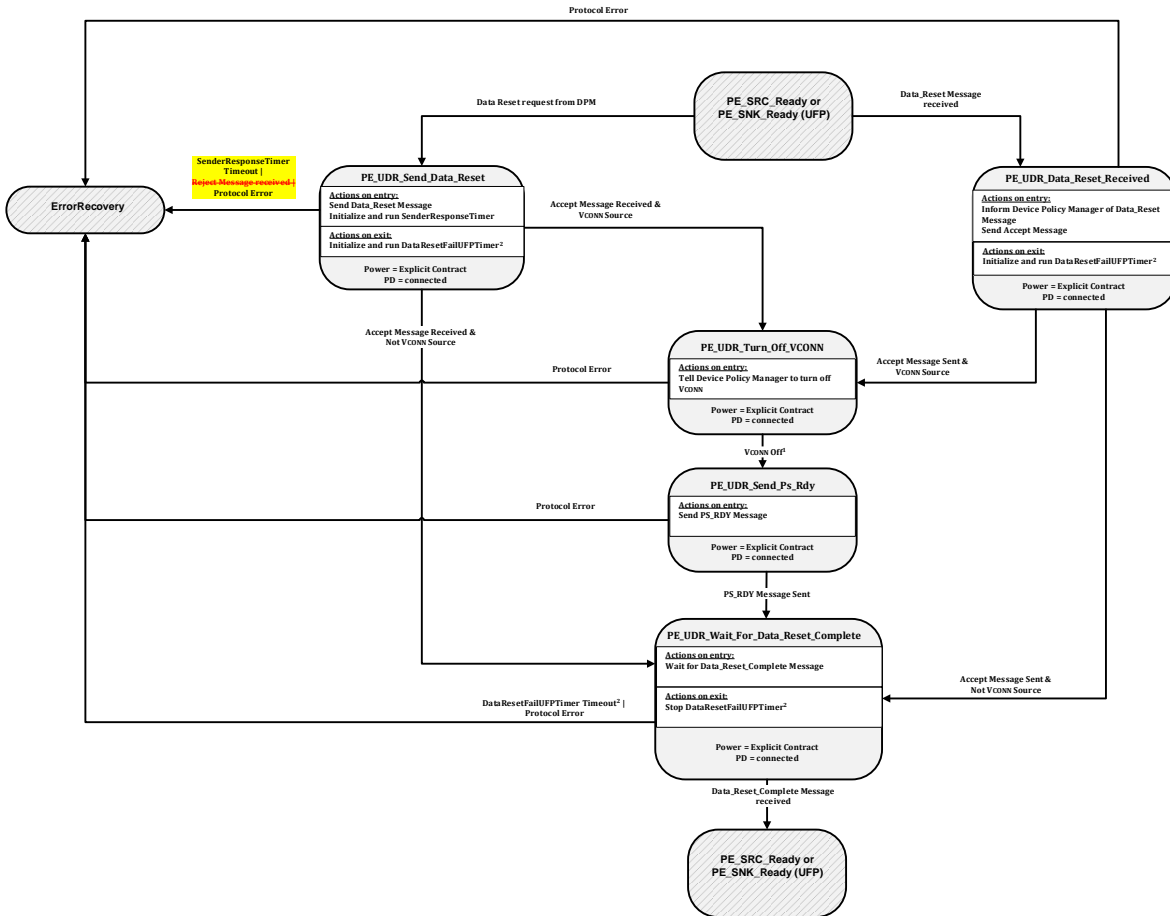 Protocol Error
PE_SRC_Ready or
PE_SNK_Ready (UFP)
Data Reset request from DPM
Data_Reset Message
received
SenderResponseTimer
Timeout |
Reject Message received |
Protocol Error
ErrorRecovery
PE_UDR_Send_Data_Reset
Actions on entry:
Send Data_Reset Message
Initialize and run SenderResponseTimer
Actions on exit:
Initialize and run DataResetFailUFPTimer²
Power = Explicit Contract
PD = connected
Accept Message Received &
VCONN Source
PE_UDR_Data_Reset_Received
Actions on entry:
Inform Device Policy Manager of Data_Reset
Message
Send Accept Message
Actions on exit:
Initialize and run DataResetFailUFPTimer²
Power = Explicit Contract
PD = connected
Accept Message Received &
Not VCONN Source
PE_UDR_Turn_Off_VCONN
Actions on entry:
Tell Device Policy Manager to turn off
VCONN
Power = Explicit Contract
PD = connected
Protocol Error
Accept Message Sent &
VCONN Source
VCONN Off¹
PE_UDR_Send_Ps_Rdy
Actions on entry:
Send PS_RDY Message
Power = Explicit Contract
PD = connected
Protocol Error
PS_RDY Message Sent
PE_UDR_Wait_For_Data_Reset_Complete
Actions on entry:
Wait for Data_Reset_Complete Message
Actions on exit:
Stop DataResetFailUFPTimer²
Power = Explicit Contract
PD = connected
Accept Message Sent &
Not VCONN Source
DataResetFailUFPTimer Timeout² |
Protocol Error
Data_Reset_Complete Message
received
PE_SRC_Ready or
PE_SNK_Ready (UFP)